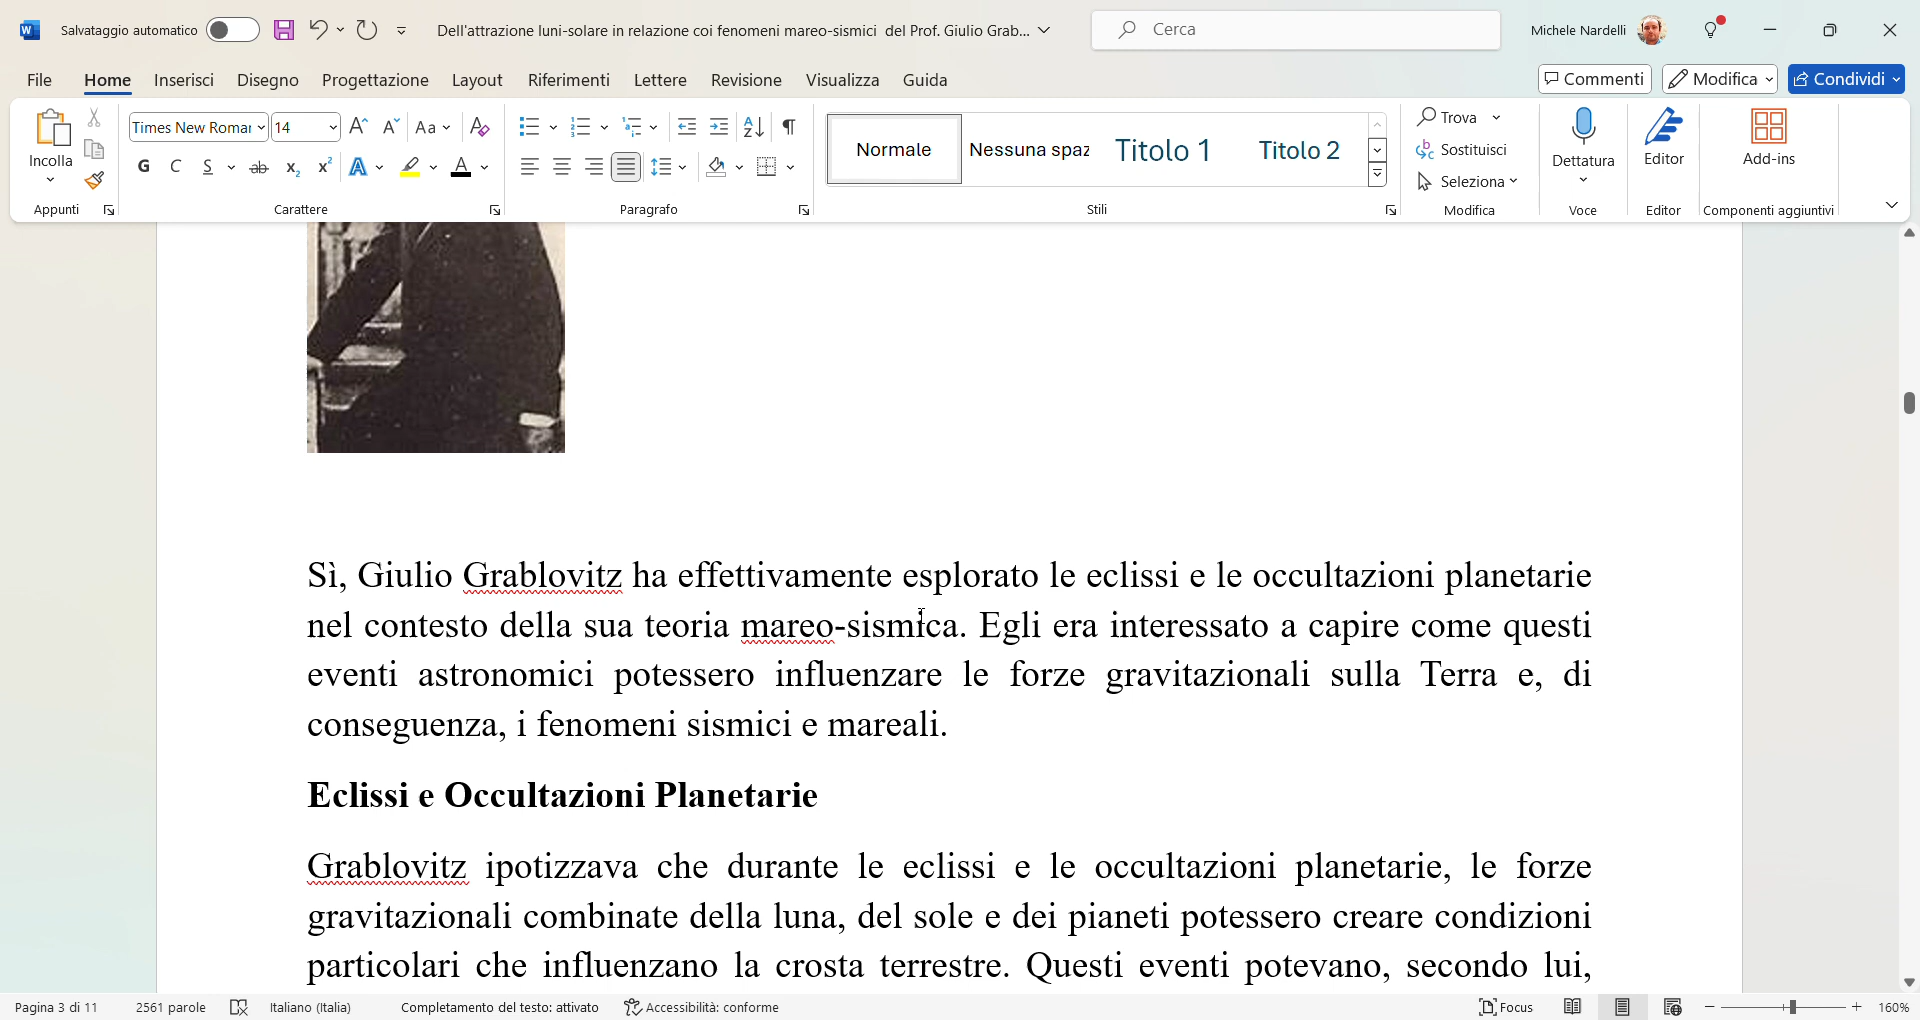 Salvataggio automatico
Dell'attrazione luni-solare in relazione coi fenomeni mareo-sismici del Prof. Giulio Grab...
Cerca
Michele Nardelli
File Home Inserisci Disegno Progettazione Layout Riferimenti Lettere Revisione Visualizza Guida
Commenti Modifica Condividi
Incolla
Appunti
Times New Roman 14
Aa
G C S ab x₂ x² A A
Carattere
Paragrafo
Normale Nessuna spaz Titolo 1 Titolo 2
Stili
Trova
Sostituisci
Seleziona
Modifica
Dettatura
Voce
Editor
Editor
Add-ins
Componenti aggiuntivi
Sì, Giulio Grablovitz ha effettivamente esplorato le eclissi e le occultazioni planetarie
nel contesto della sua teoria mareo-sismica. Egli era interessato a capire come questi
eventi astronomici potessero influenzare le forze gravitazionali sulla Terra e, di
conseguenza, i fenomeni sismici e mareali.
Eclissi e Occultazioni Planetarie
Grablovitz ipotizzava che durante le eclissi e le occultazioni planetarie, le forze
gravitazionali combinate della luna, del sole e dei pianeti potessero creare condizioni
particolari che influenzano la crosta terrestre. Questi eventi potevano, secondo lui,
Pagina 3 di 11 2561 parole Italiano (Italia) Completamento del testo: attivato Accessibilità: conforme Focus 160%